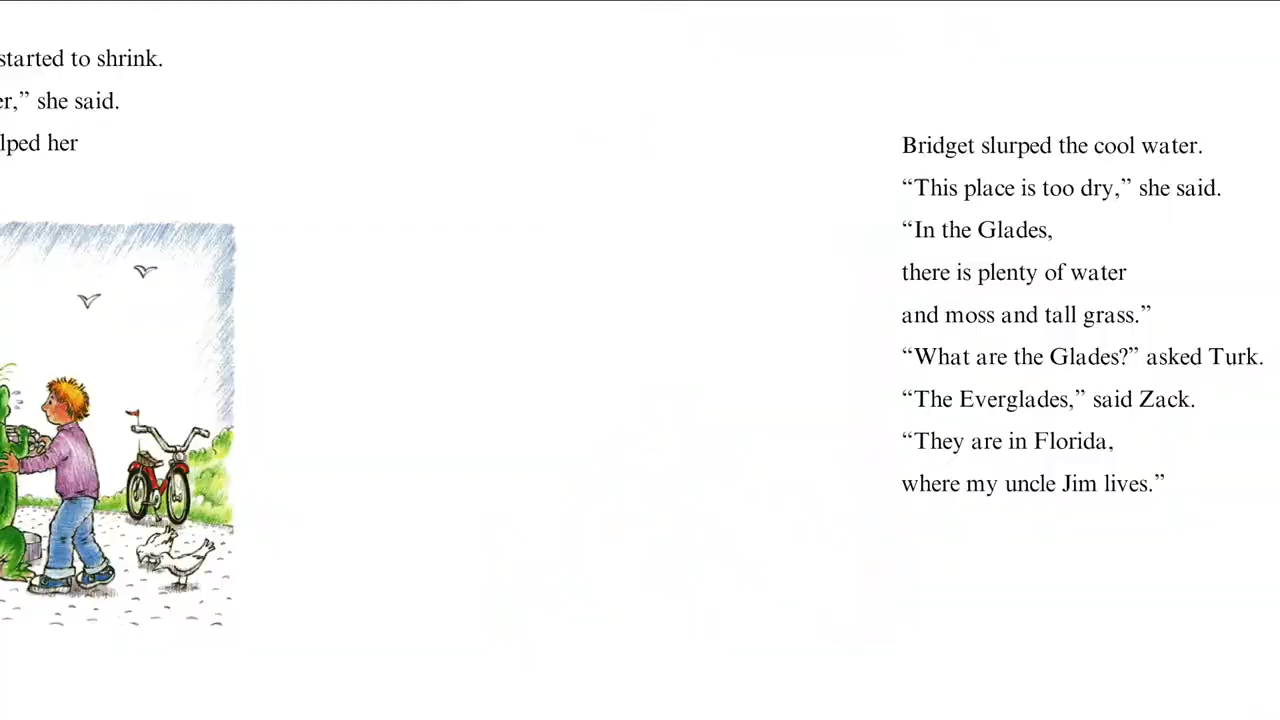 started to shrink.
she said.
her
Bridget slurped the cool water.
“This place is too dry,” she said.
“In the Glades,
there is plenty of water
and moss and tall grass.”
“What are the Glades?” asked Turk.
“The Everglades,” said Zack.
“They are in Florida,
where my uncle Jim lives.”